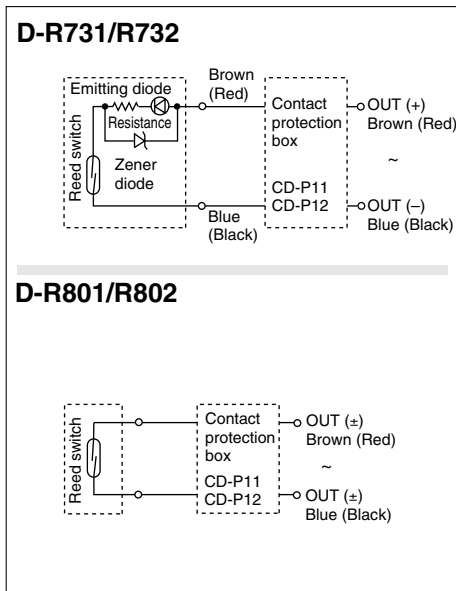 D-R731/R732
Emitting diode
Brown
(Red)
Resistance
Reed switch
Zener
diode
Blue
(Black)
Contact
protection
box
CD-P11
CD-P12
OUT (+)
Brown (Red)
~
OUT (–)
Blue (Black)
D-R801/R802
Reed switch
Contact
protection
box
CD-P11
CD-P12
OUT (±)
Brown (Red)
~
OUT (±)
Blue (Black)